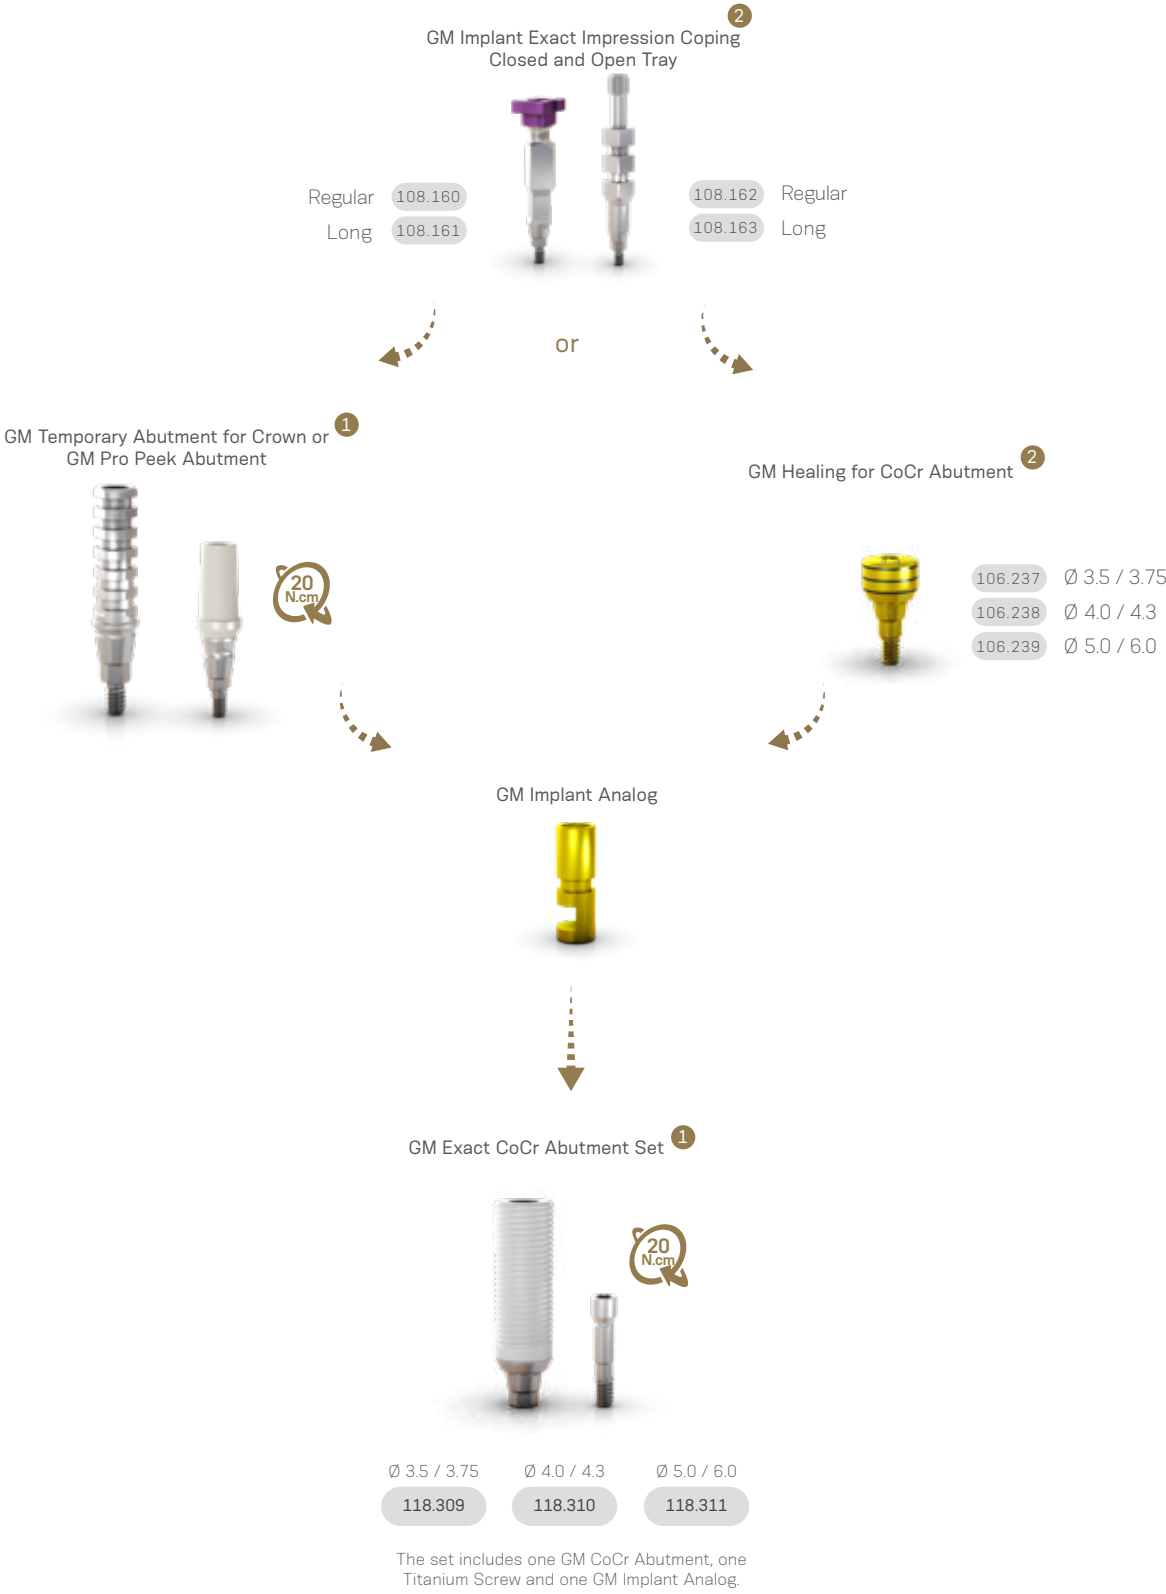 2
GM Implant Exact Impression Coping
Closed and Open Tray
Regular 108.160
Long 108.161
108.162 Regular
108.163 Long
or
1
GM Temporary Abutment for Crown or
GM Pro Peek Abutment
20
N.cm
2
GM Healing for CoCr Abutment
106.237 Ø 3.5 / 3.75
106.238 Ø 4.0 / 4.3
106.239 Ø 5.0 / 6.0
GM Implant Analog
GM Exact CoCr Abutment Set 1
20
N.cm
Ø 3.5 / 3.75 Ø 4.0 / 4.3 Ø 5.0 / 6.0
118.309 118.310 118.311
The set includes one GM CoCr Abutment, one
Titanium Screw and one GM Implant Analog.